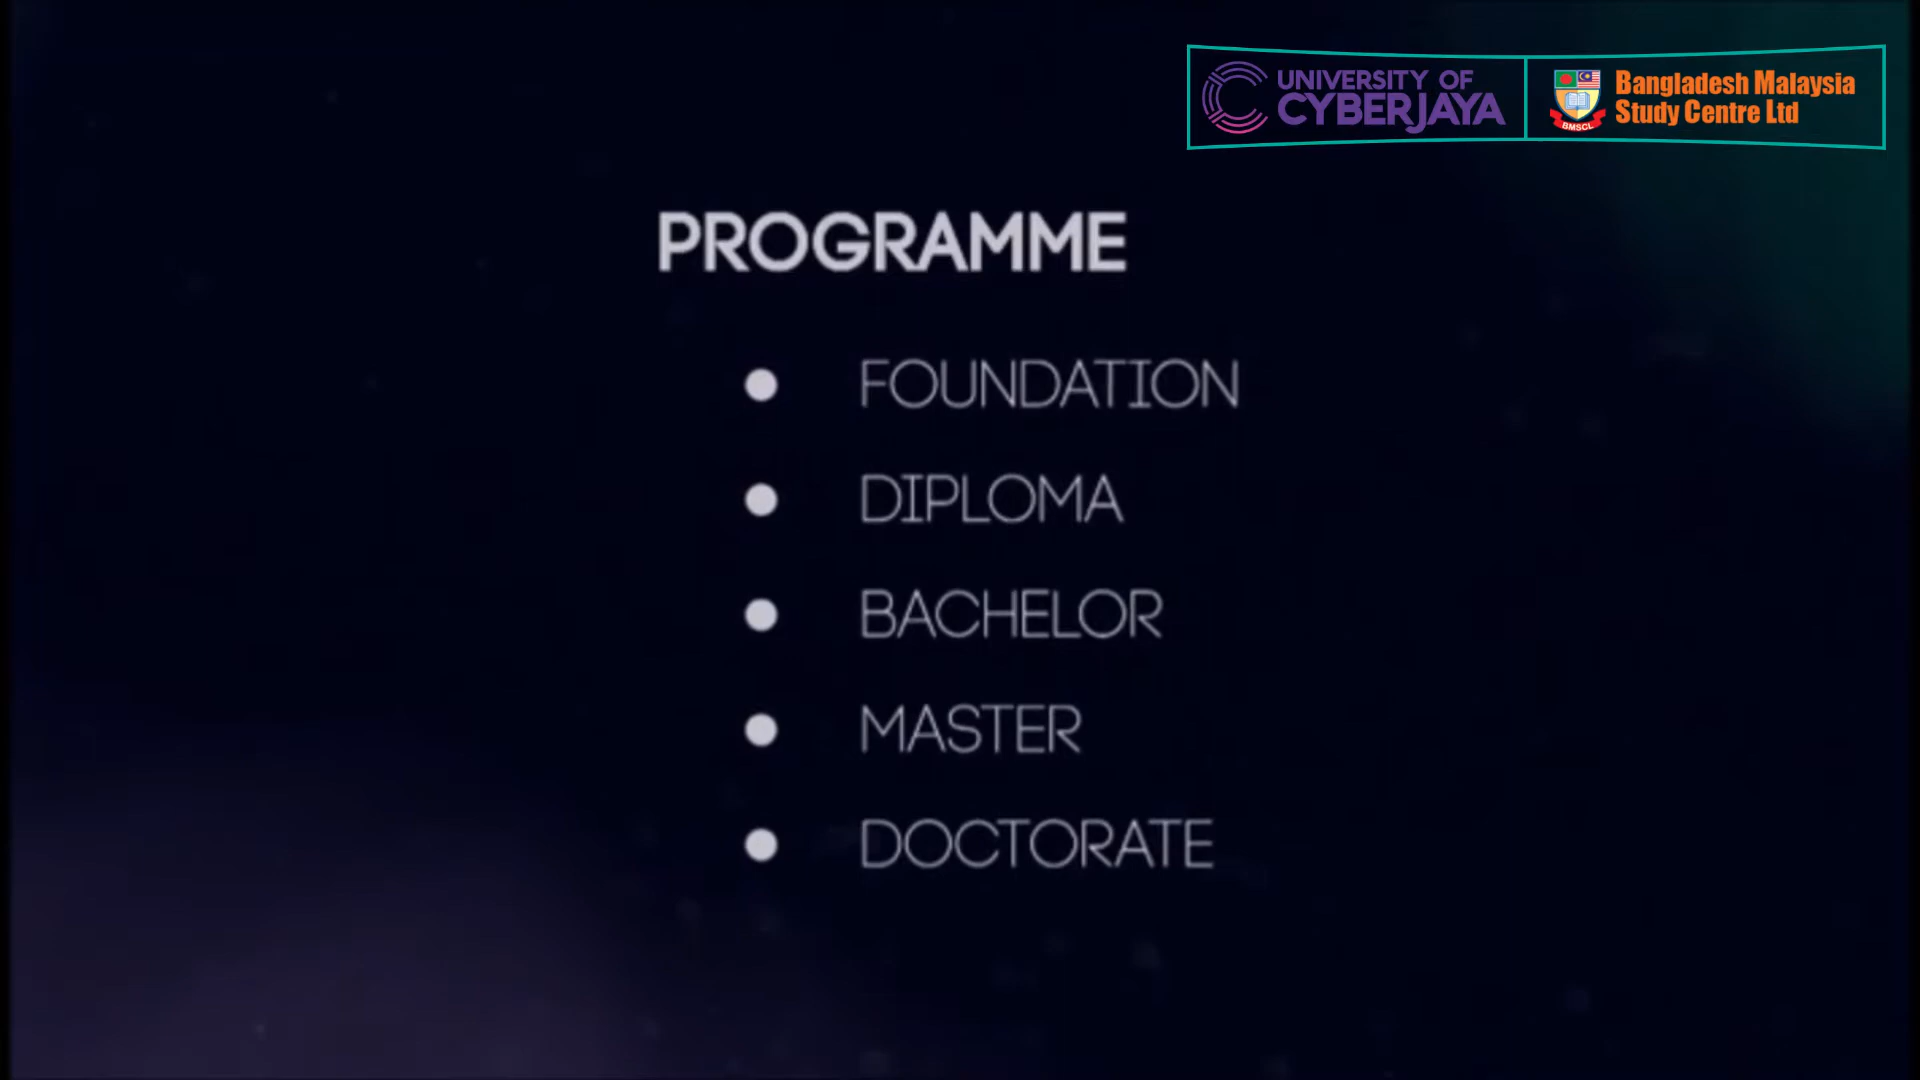 UNIVERSITY OF
CYBERJAYA
BMSCL
Bangladesh Malaysia
Study Centre Ltd
PROGRAMME
● FOUNDATION
● DIPLOMA
● BACHELOR
● MASTER
● DOCTORATE